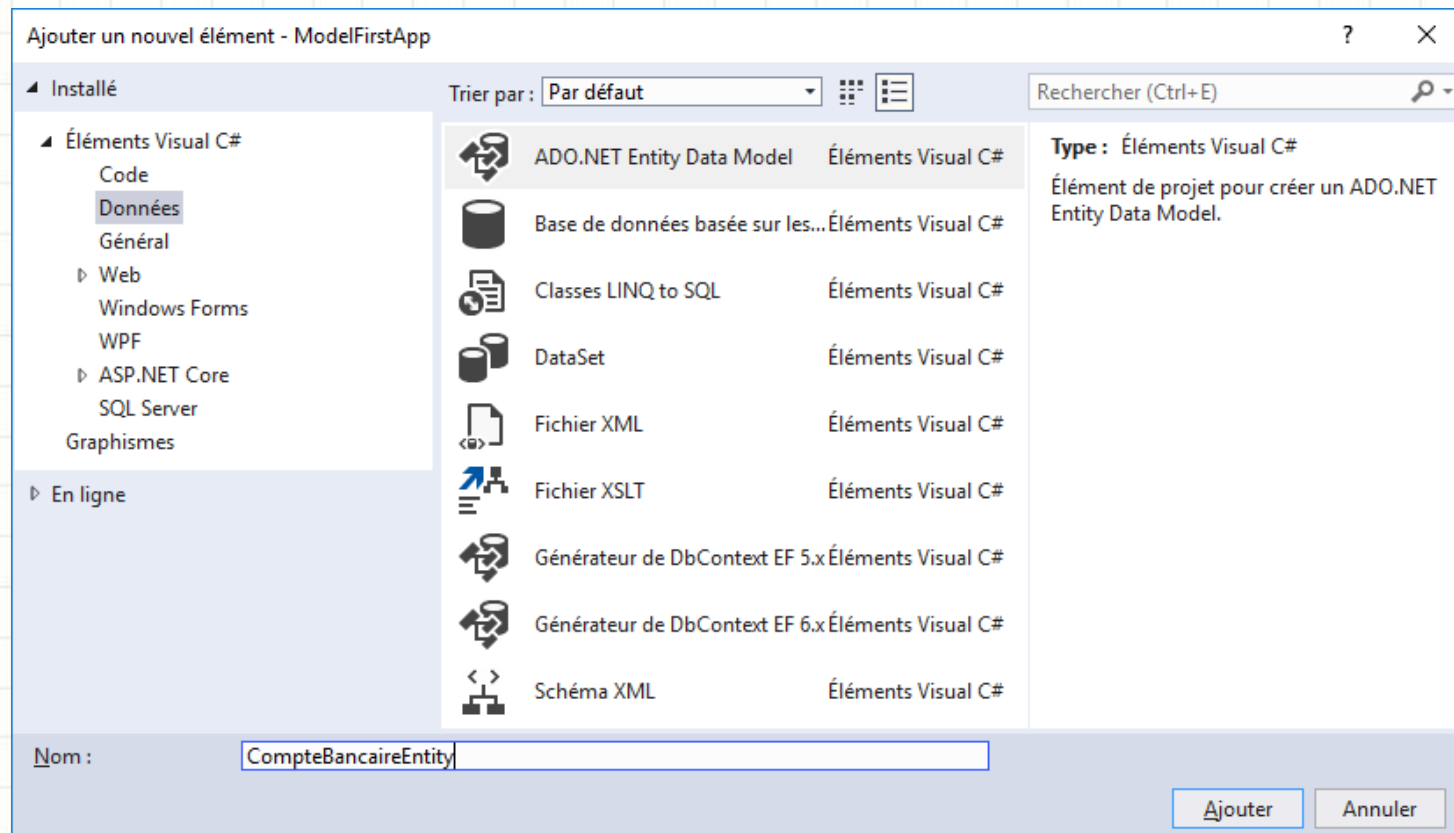 Ajouter un nouvel élément - ModelFirstApp
?
Installé
Trier par : Par défaut
Rechercher (Ctrl+E)
Éléments Visual C#
Code
Données
Général
Web
Windows Forms
WPF
ASP.NET Core
SQL Server
Graphismes
En ligne
ADO.NET Entity Data Model Éléments Visual C#
Base de données basée sur les... Éléments Visual C#
Classes LINQ to SQL Éléments Visual C#
DataSet Éléments Visual C#
Fichier XML Éléments Visual C#
Fichier XSLT Éléments Visual C#
Générateur de DbContext EF 5.x Éléments Visual C#
Générateur de DbContext EF 6.x Éléments Visual C#
Schéma XML Éléments Visual C#
Type : Éléments Visual C#
Élément de projet pour créer un ADO.NET
Entity Data Model.
Nom : CompteBancaireEntity
Ajouter Annuler